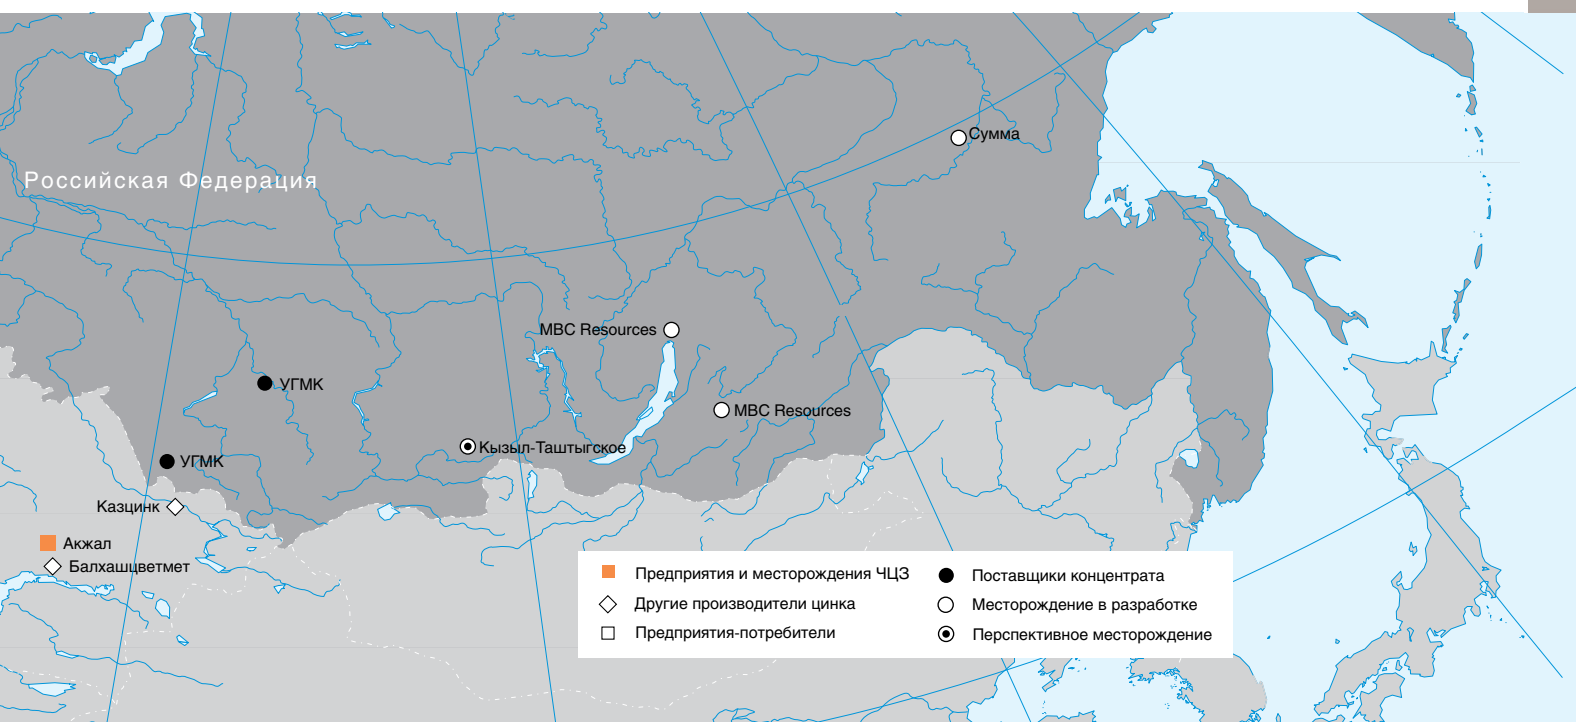 Сумма
Российская Федерация
MBC Resources
УГМК
MBC Resources
Кызыл-Таштыгское
УГМК
Казцинк
Акжал
Балхашцветмет
Предприятия и месторождения ЧЦЗ
Другие производители цинка
Предприятия-потребители
Поставщики концентрата
Месторождение в разработке
Перспективное месторождение